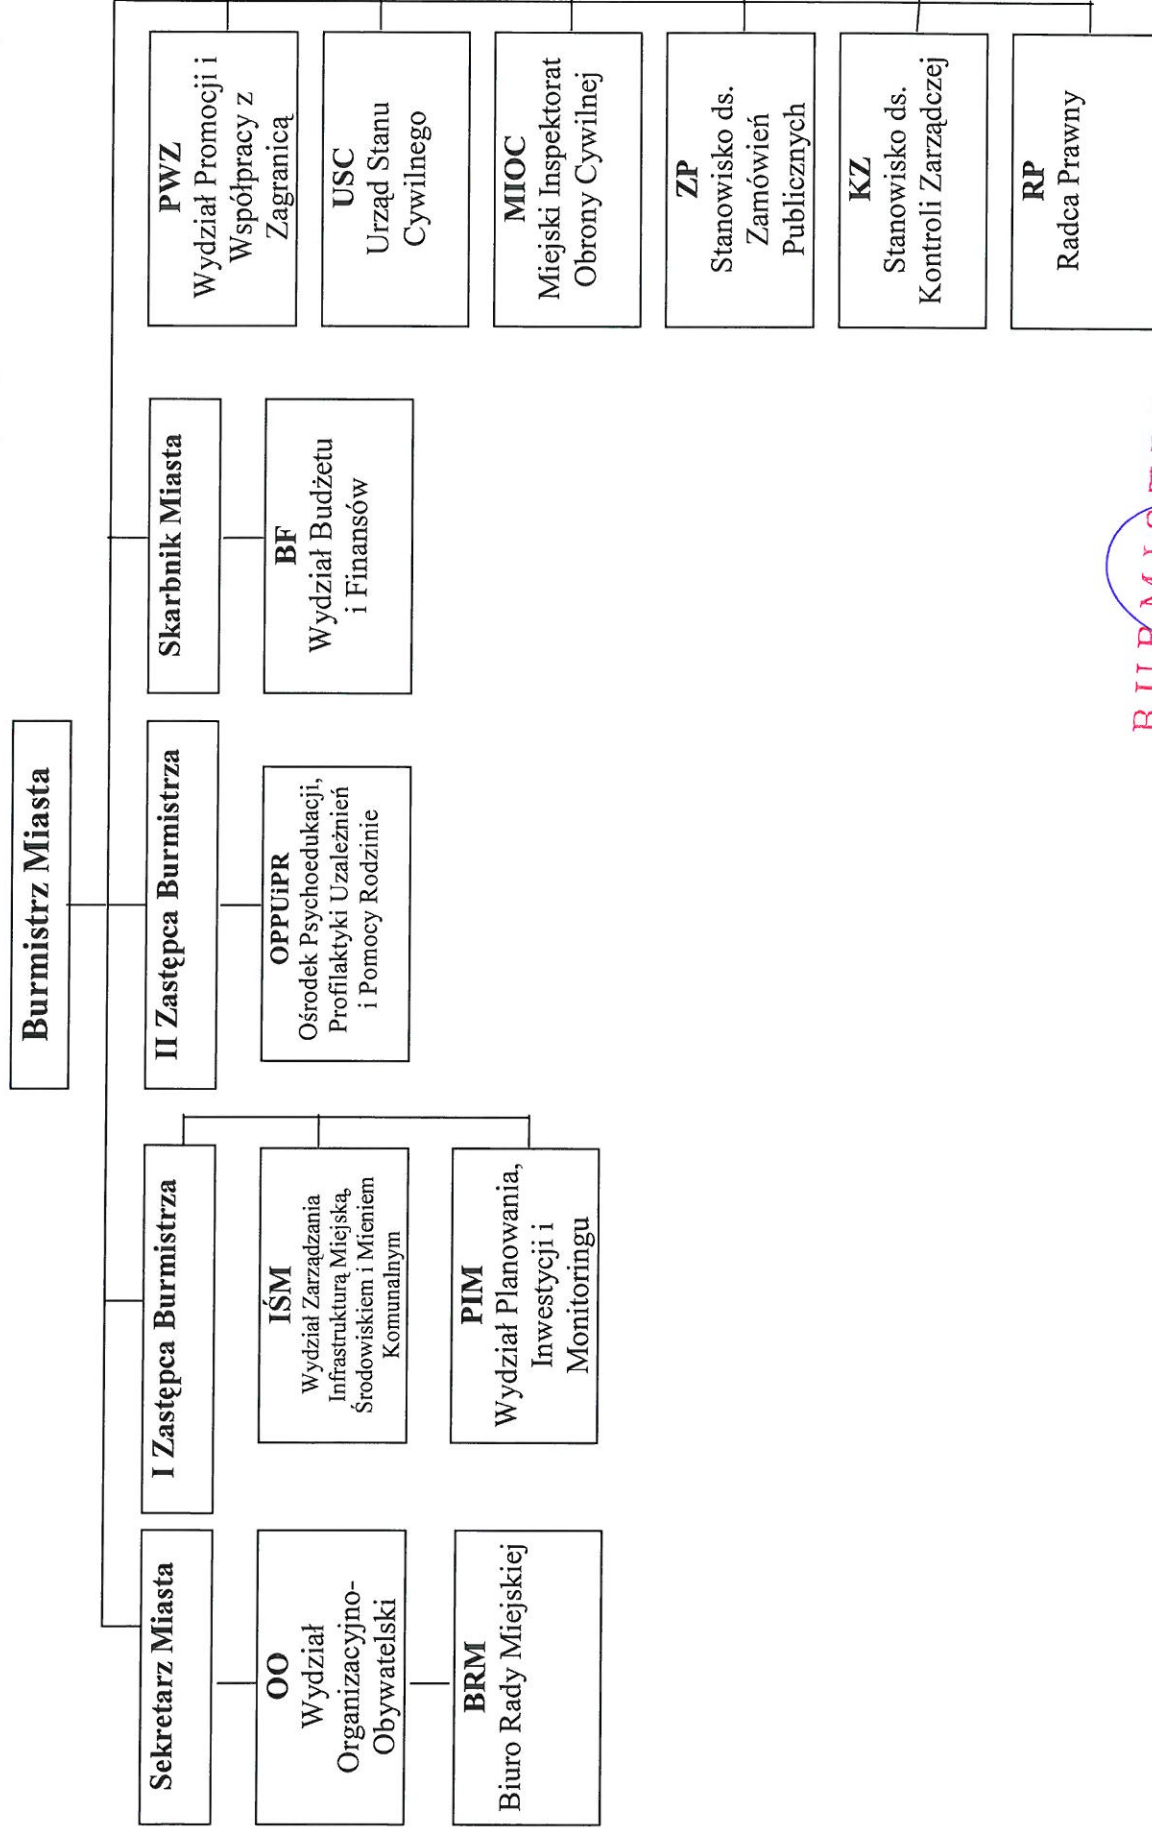 Burmistrz Miasta
Sekretarz Miasta
OO
Wydział
Organizacyjno-
Obywatelski
BRM
Biuro Rady Miejskiej
I Zastępca Burmistrza
IŚM
Wydział Zarządzania
Infrastrukturą Miejską,
Środowiskiem i Mieniem
Komunalnym
PIM
Wydział Planowania,
Inwestycji i
Monitoringu
II Zastępca Burmistrza
OPPUiPR
Ośrodek Psychoedukacji,
Profilaktyki Uzależnień
i Pomocy Rodzinie
Skarbnik Miasta
BF
Wydział Budżetu
i Finansów
PWZ
Wydział Promocji i
Współpracy z
Zagranicą
USC
Urząd Stanu
Cywilnego
MIOC
Miejski Inspektorat
Obrony Cywilnej
ZP
Stanowisko ds.
Zamówień
Publicznych
KZ
Stanowisko ds.
Kontroli Zarządczej
RP
Radca Prawny